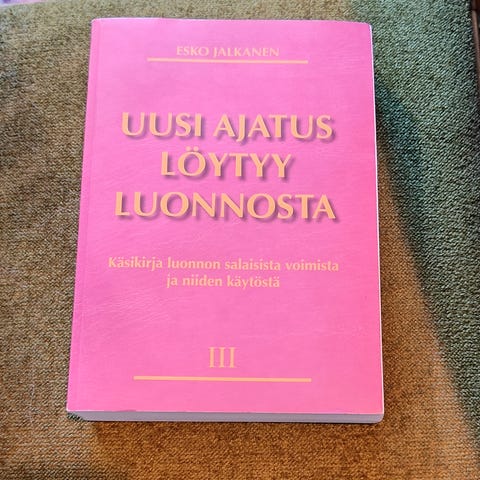 ESKO JALKANEN
UUSI AJATUS
LÖYTYY
LUONNOSTA
Käsikirja luonnon salaisista voimista
ja niiden käytöstä
III